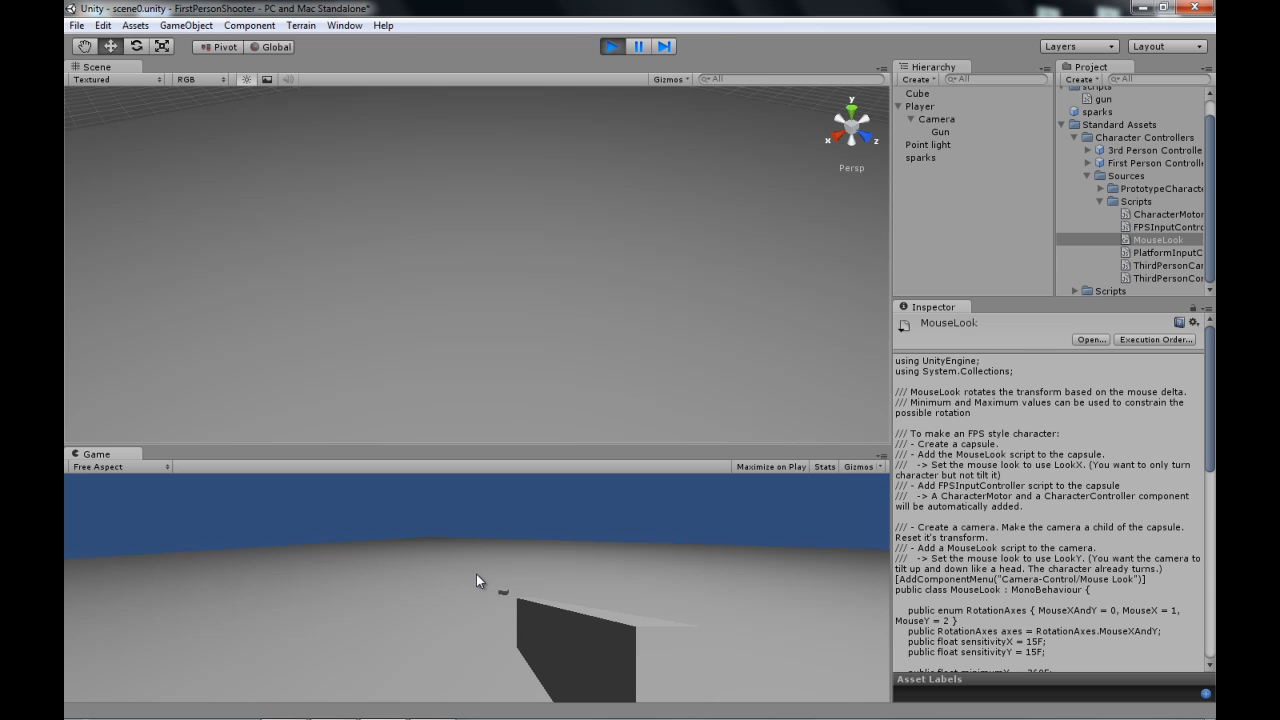 Unity - scene0.unity - FirstPersonShooter - PC and Mac Standalone*
File Edit Assets GameObject Component Terrain Window Help
Pivot Global Layers Layout
Scene
Textured RGB Gizmos All
y
x z
Persp
Hierarchy
Create All
Cube
Player
Camera
Gun
Point light
sparks
Project
Create All
scripts
gun
sparks
Standard Assets
Character Controllers
3rd Person Controlle
First Person Controlle
Sources
PrototypeCharacte
Scripts
CharacterMotor
FPSInputContro
MouseLook
PlatformInputC
ThirdPersonCar
ThirdPersonCor
Scripts
Inspector
MouseLook
Open... Execution Order...
using UnityEngine;
using System.Collections;
/// MouseLook rotates the transform based on the mouse delta.
/// Minimum and Maximum values can be used to constrain the
possible rotation
/// To make an FPS style character:
/// - Create a capsule.
/// - Add the MouseLook script to the capsule.
/// -> Set the mouse look to use LookX. (You want to only turn
character but not tilt it)
/// - Add FPSInputController script to the capsule
/// -> A CharacterMotor and a CharacterController component
will be automatically added.
/// - Create a camera. Make the camera a child of the capsule.
Reset it's transform.
/// - Add a MouseLook script to the camera.
/// -> Set the mouse look to use LookY. (You want the camera to
tilt up and down like a head. The character already turns.)
[AddComponentMenu("Camera-Control/Mouse Look")]
public class MouseLook : MonoBehaviour {
public enum RotationAxes { MouseXAndY = 0, MouseX = 1,
MouseY = 2 }
public RotationAxes axes = RotationAxes.MouseXAndY;
public float sensitivityX = 15F;
public float sensitivityY = 15F;
Asset Labels
Game
Free Aspect Maximize on Play Stats Gizmos